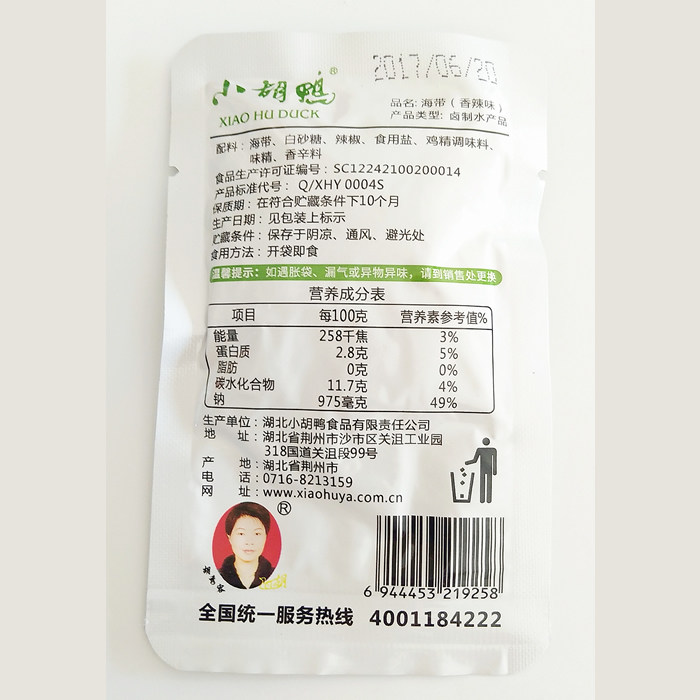 2017/06/20
小胡鸭®
XIAO HU DUCK
品名: 海带（香辣味）
产品类型: 卤制水产品
配料: 海带、白砂糖、辣椒、食用盐、鸡精调味料、
味精、香辛料
食品生产许可证编号: SC12242100200014
产品标准代号: Q/XHY 0004S
保质期: 在符合贮藏条件下10个月
生产日期: 见包装上标示
贮藏条件: 保存于阴凉、通风、避光处
食用方法: 开袋即食
温馨提示: 如遇胀袋、漏气或异物异味，请到销售处更换
营养成分表
项目 每100克 营养素参考值%
能量 258千焦 3%
蛋白质 2.8克 5%
脂肪 0克 0%
碳水化合物 11.7克 4%
钠 975毫克 49%
生产单位: 湖北小胡鸭食品有限责任公司
地 址: 湖北省荆州市沙市区关沮工业园
318国道关沮段99号
产 地: 湖北省荆州市
电 话: 0716-8213159
网 址: www.xiaohuya.com.cn
®
6 944453 219258
全国统一服务热线 4001184222